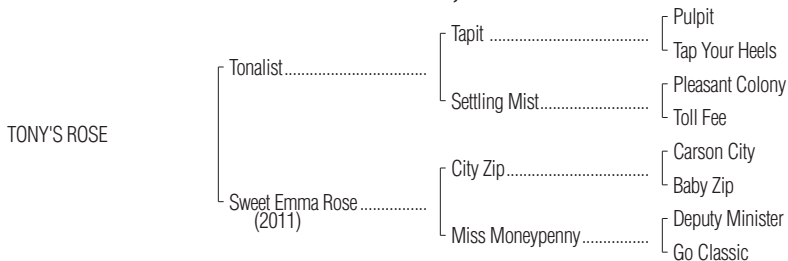 Pulpit
Tapit ......................................
Tap Your Heels
Tonalist..................................
Pleasant Colony
Settling Mist..........................
Toll Fee
TONY'S ROSE
Carson City
City Zip..................................
Baby Zip
Sweet Emma Rose ................
(2011)
Deputy Minister
Miss Moneypenny................
Go Classic